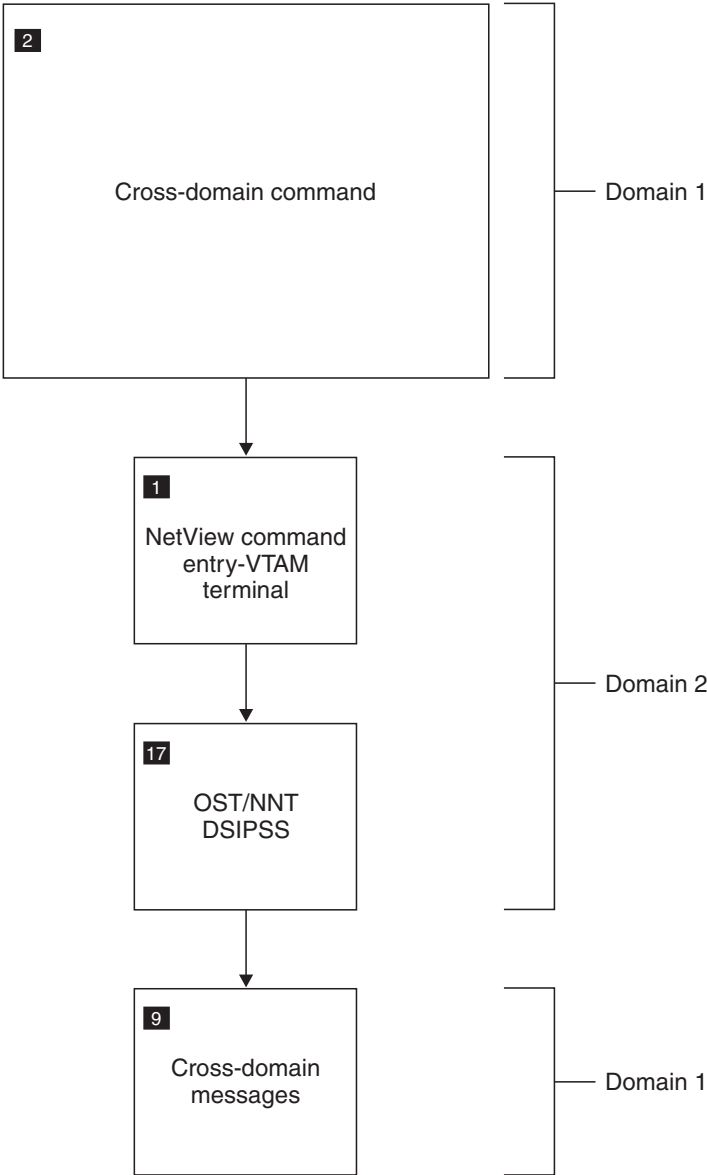 2
Cross-domain command
Domain 1
1
NetView command
entry-VTAM
terminal
Domain 2
17
OST/NNT
DSIPSS
9
Cross-domain
messages
Domain 1